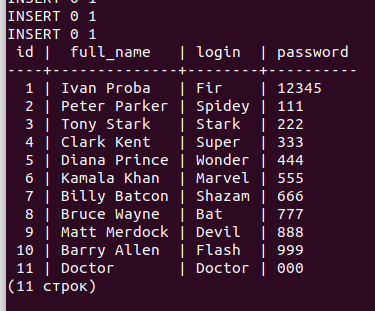 INSERT 0 1
INSERT 0 1
INSERT 0 1
 id |  full_name   | login  | password
----+--------------+--------+----------
  1 | Ivan Proba   | Fir    | 12345
  2 | Peter Parker | Spidey | 111
  3 | Tony Stark   | Stark  | 222
  4 | Clark Kent   | Super  | 333
  5 | Diana Prince | Wonder | 444
  6 | Kamala Khan  | Marvel | 555
  7 | Billy Batcon | Shazam | 666
  8 | Bruce Wayne  | Bat    | 777
  9 | Matt Merdock | Devil  | 888
 10 | Barry Allen  | Flash  | 999
 11 | Doctor       | Doctor | 000
(11 строк)